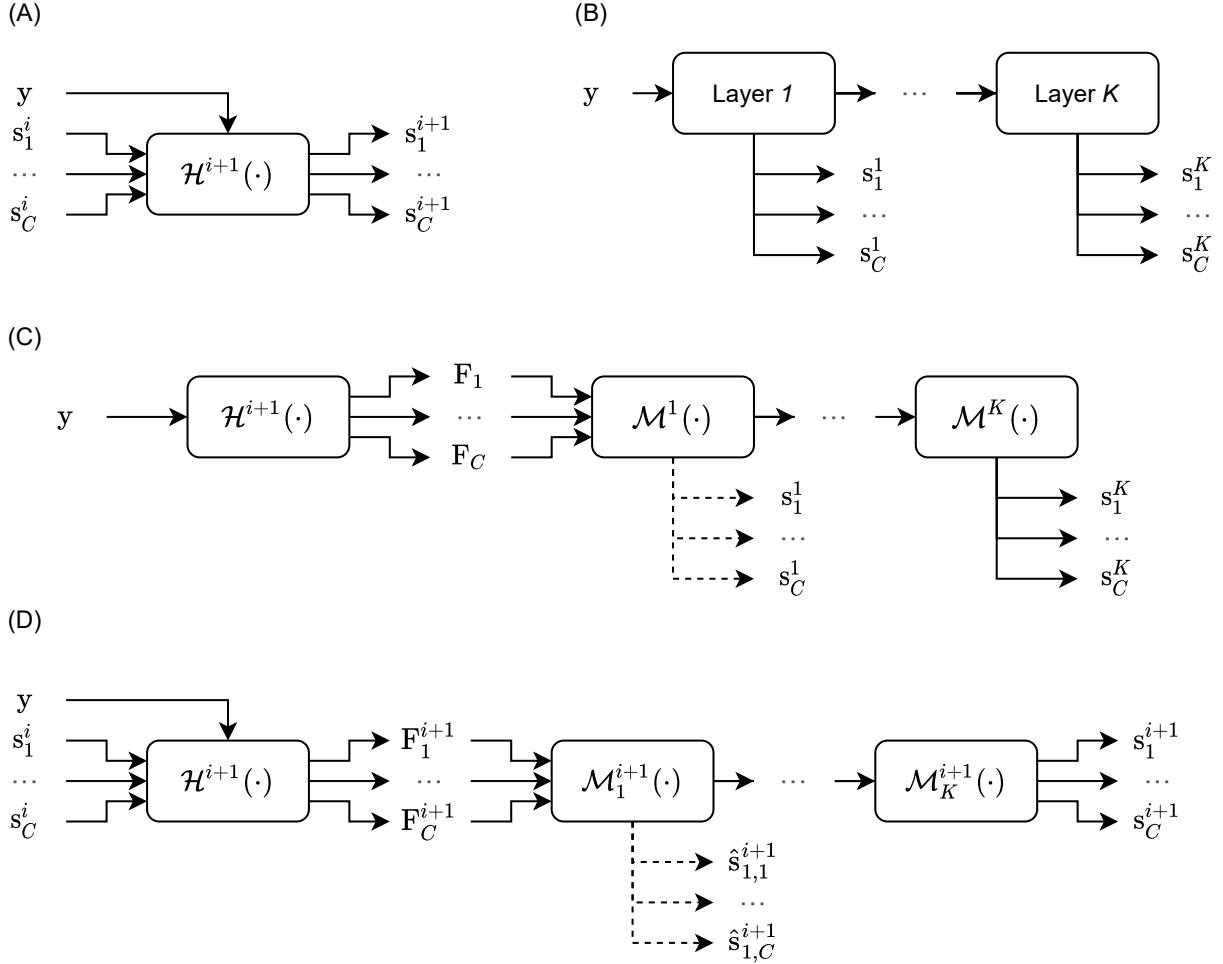 (A)
y
s_1^i
⋯
s_C^i
ℋ^{i+1}(·)
s_1^{i+1}
⋯
s_C^{i+1}
(B)
y
Layer 1
⋯
Layer K
s_1^1
⋯
s_C^1
s_1^K
⋯
s_C^K
(C)
y
ℋ^{i+1}(·)
F_1
⋯
F_C
ℳ^1(·)
⋯
ℳ^K(·)
s_1^1
⋯
s_C^1
s_1^K
⋯
s_C^K
(D)
y
s_1^i
⋯
s_C^i
ℋ^{i+1}(·)
F_1^{i+1}
⋯
F_C^{i+1}
ℳ_1^{i+1}(·)
⋯
ℳ_K^{i+1}(·)
s_1^{i+1}
⋯
s_C^{i+1}
ŝ_{1,1}^{i+1}
⋯
ŝ_{1,C}^{i+1}